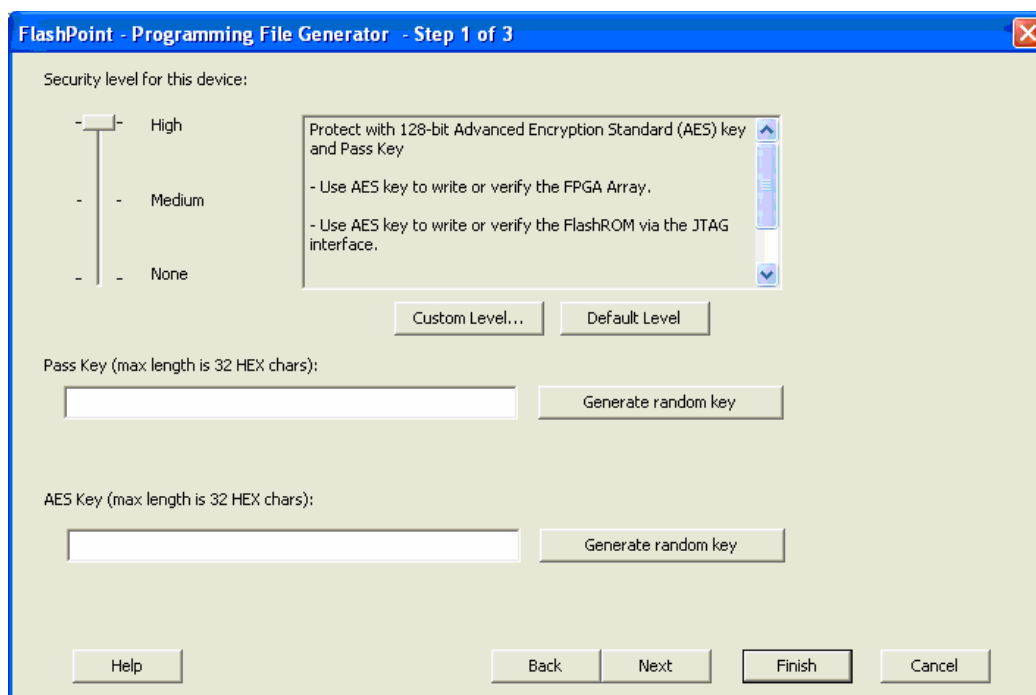 FlashPoint - Programming File Generator - Step 1 of 3
Security level for this device:
High
Medium
None
Protect with 128-bit Advanced Encryption Standard (AES) key
and Pass Key
- Use AES key to write or verify the FPGA Array.
- Use AES key to write or verify the FlashROM via the JTAG
interface.
Custom Level...
Default Level
Pass Key (max length is 32 HEX chars):
Generate random key
AES Key (max length is 32 HEX chars):
Generate random key
Help
Back
Next
Finish
Cancel